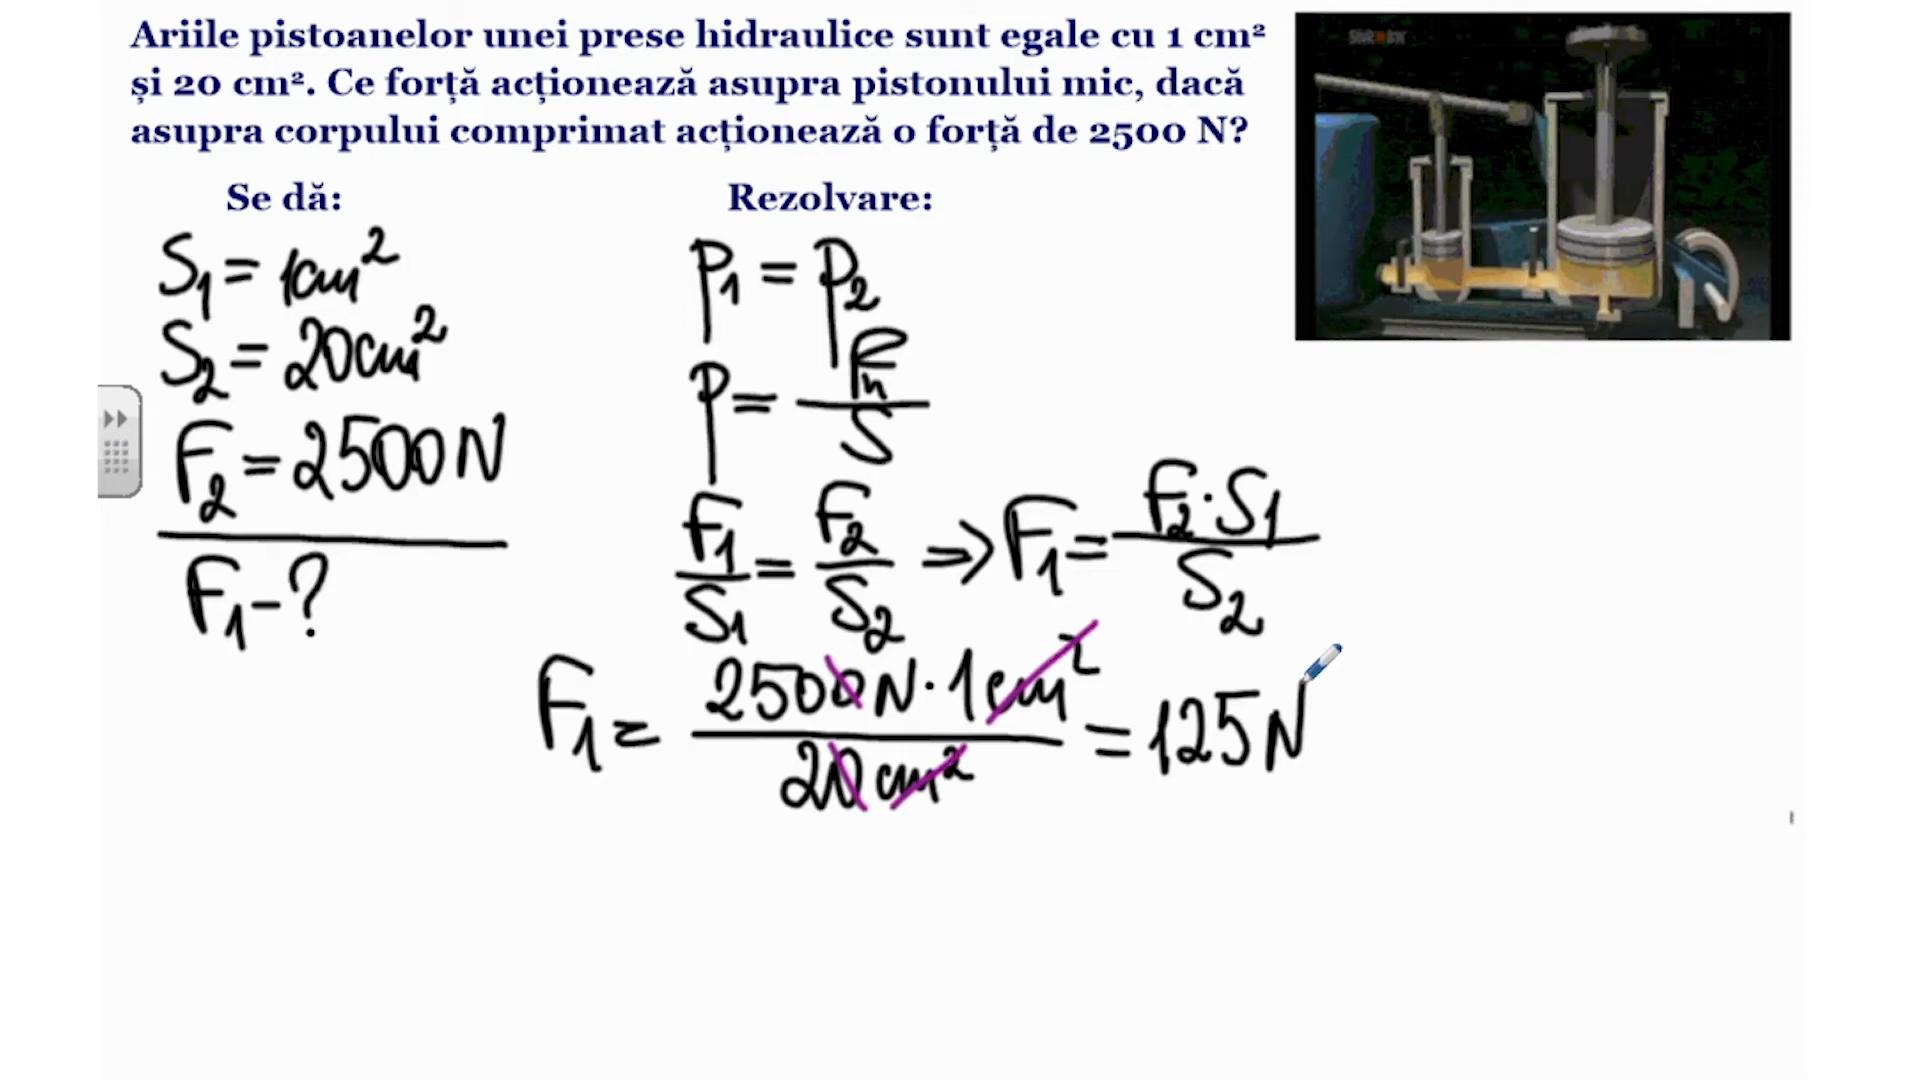 Ariile pistoanelor unei prese hidraulice sunt egale cu 1 cm²
și 20 cm². Ce forță acționează asupra pistonului mic, dacă
asupra corpului comprimat acționează o forță de 2500 N?
Se dă:
S₁ = 1cm²
S₂ = 20cm²
F₂ = 2500N
F₁ - ?
Rezolvare:
P₁ = P₂
P = Fₙ / S
F₁/S₁ = F₂/S₂ ⇒ F₁ = F₂·S₁ / S₂
F₁ = 2500N·1cm² / 20cm² = 125N